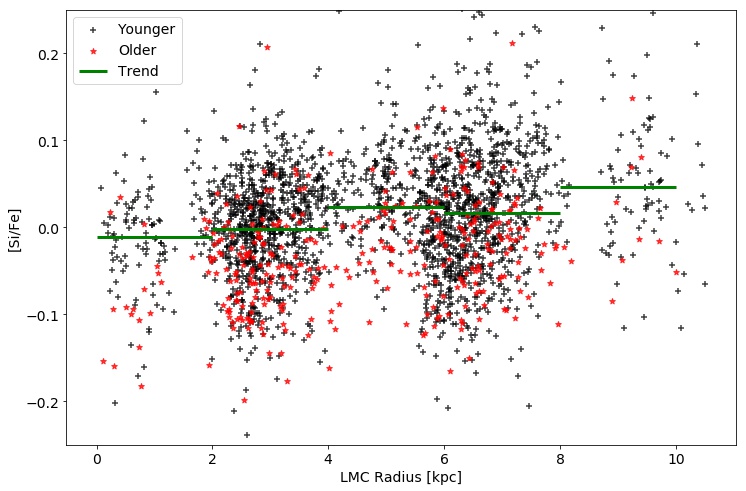 Younger
Older
Trend
0.2
0.1
0.0
−0.1
−0.2
[Si/Fe]
0 2 4 6 8 10
LMC Radius [kpc]